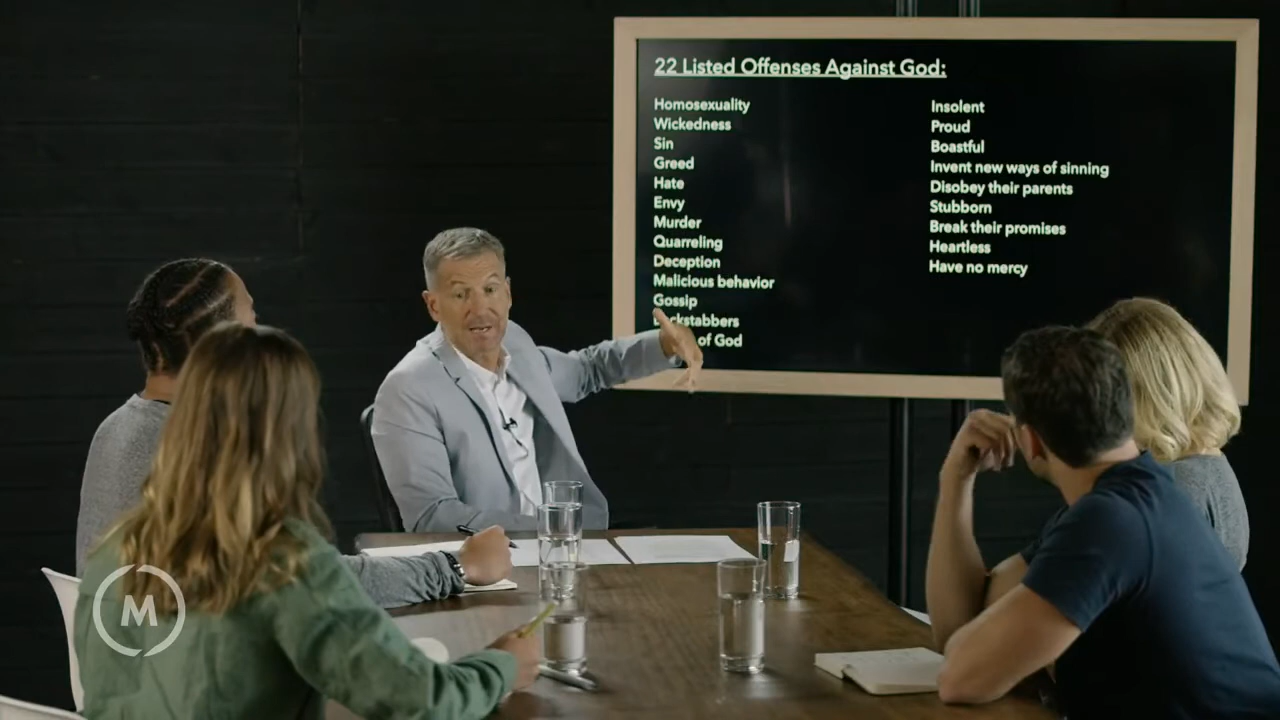 22 Listed Offenses Against God:
Homosexuality
Wickedness
Sin
Greed
Hate
Envy
Murder
Quarreling
Deception
Malicious behavior
Gossip
kstabbers
of God
Insolent
Proud
Boastful
Invent new ways of sinning
Disobey their parents
Stubborn
Break their promises
Heartless
Have no mercy
M